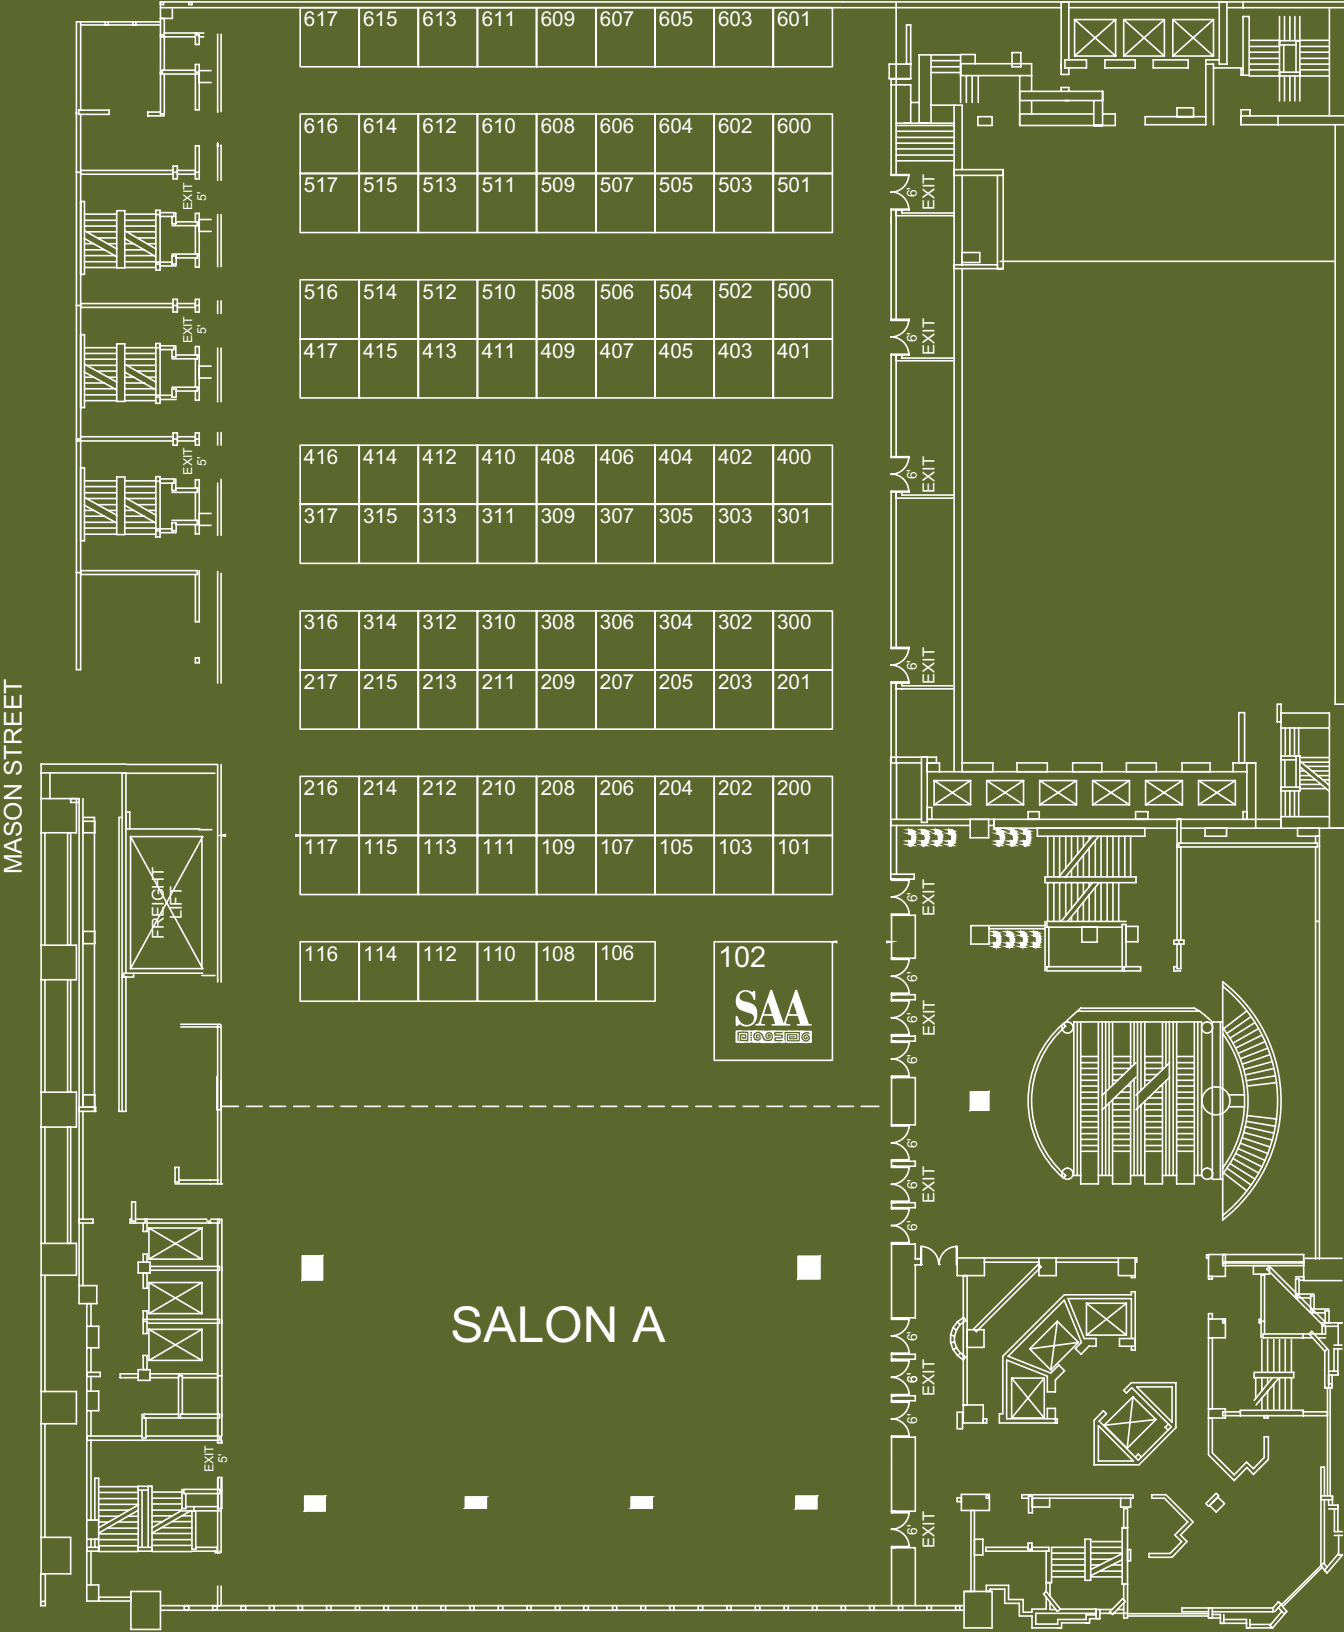 617 615 613 611 609 607 605 603 601
616 614 612 610 608 606 604 602 600
517 515 513 511 509 507 505 503 501
EXIT 5'
6' EXIT
516 514 512 510 508 506 504 502 500
EXIT 5'
6' EXIT
417 415 413 411 409 407 405 403 401
416 414 412 410 408 406 404 402 400
EXIT 5'
6' EXIT
317 315 313 311 309 307 305 303 301
316 314 312 310 308 306 304 302 300
6' EXIT
217 215 213 211 209 207 205 203 201
MASON STREET
216 214 212 210 208 206 204 202 200
117 115 113 111 109 107 105 103 101
FREIGHT
LIFT
6' EXIT
116 114 112 110 108 106
102
SAA
6'
6' EXIT
6'
6'
6' EXIT
6'
SALON A
6'
6' EXIT
6'
EXIT 5'
6' EXIT